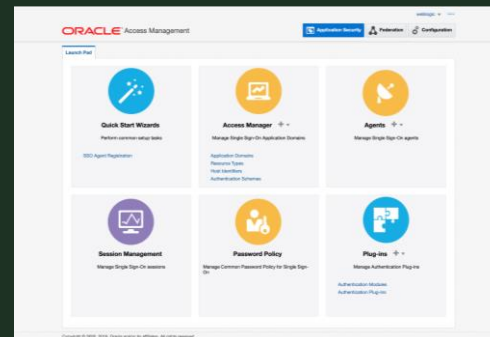 weblogic
ORACLE Access Management
Application Security
Federation
Configuration
Launch Pad
Quick Start Wizards
Perform common setup tasks
SSO Agent Registration
Access Manager
Manage Single Sign-On Application Domains
Application Domains
Resource Types
Host Identifiers
Authentication Schemes
Agents
Manage Single Sign-On agents
Session Management
Manage Single Sign-On sessions
Password Policy
Manage Common Password Policy for Single Sign-
On
Plug-ins
Manage Authentication Plug-ins
Authentication Modules
Authentication Plug-ins